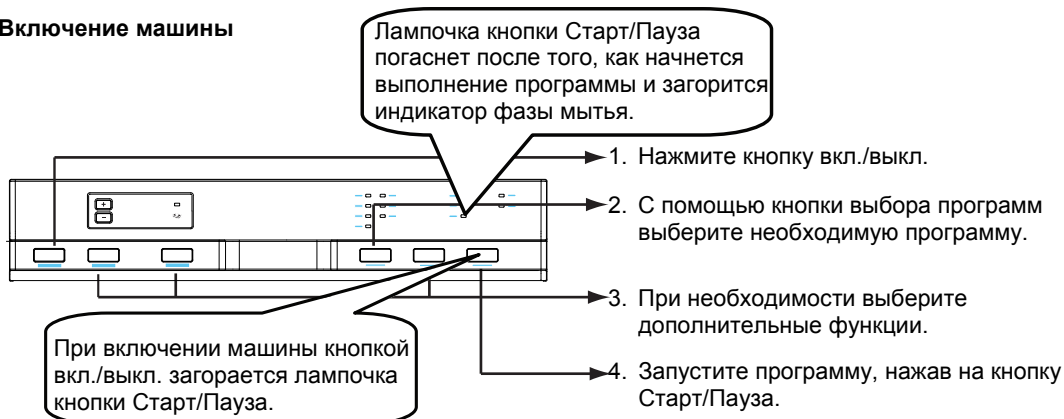 Включение машины
Лампочка кнопки Старт/Пауза
погаснет после того, как начнется
выполнение программы и загорится
индикатор фазы мытья.
1. Нажмите кнопку вкл./выкл.
2. С помощью кнопки выбора программ
выберите необходимую программу.
3. При необходимости выберите
дополнительные функции.
4. Запустите программу, нажав на кнопку
Старт/Пауза.
При включении машины кнопкой
вкл./выкл. загорается лампочка
кнопки Старт/Пауза.